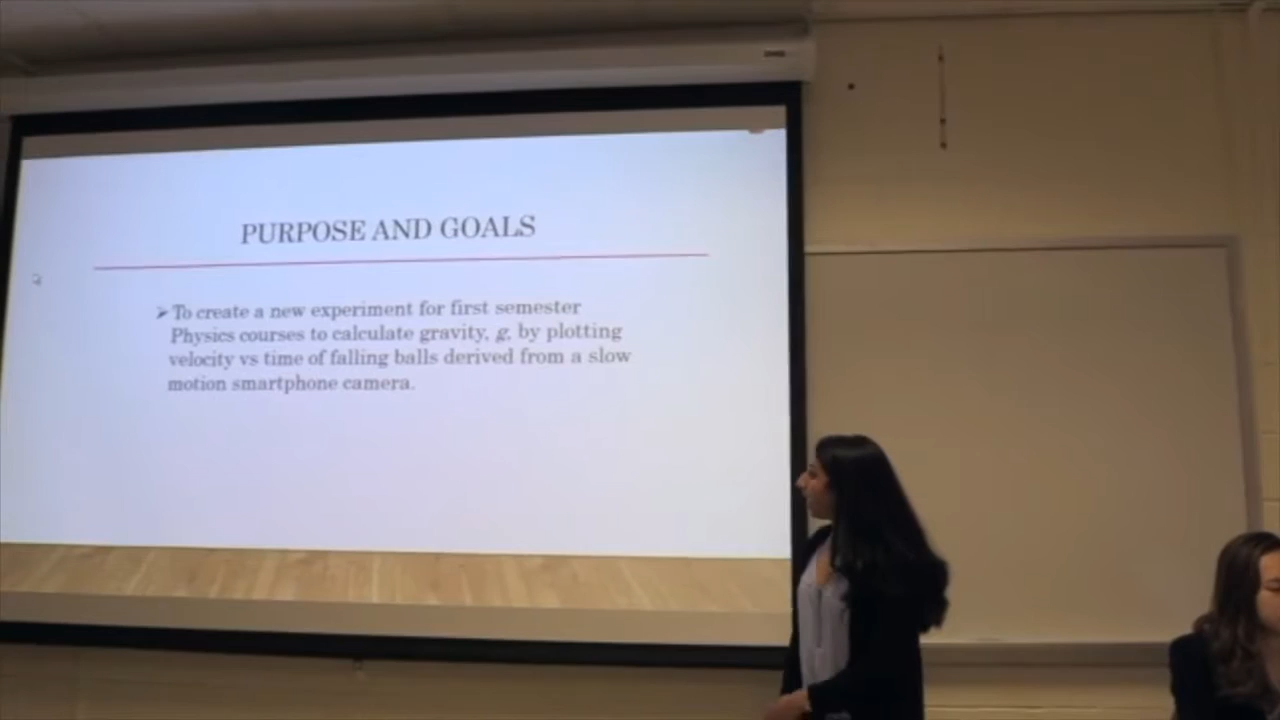 PURPOSE AND GOALS
➢ To create a new experiment for first semester
Physics courses to calculate gravity, g, by plotting
velocity vs time of falling balls derived from a slow
motion smartphone camera.